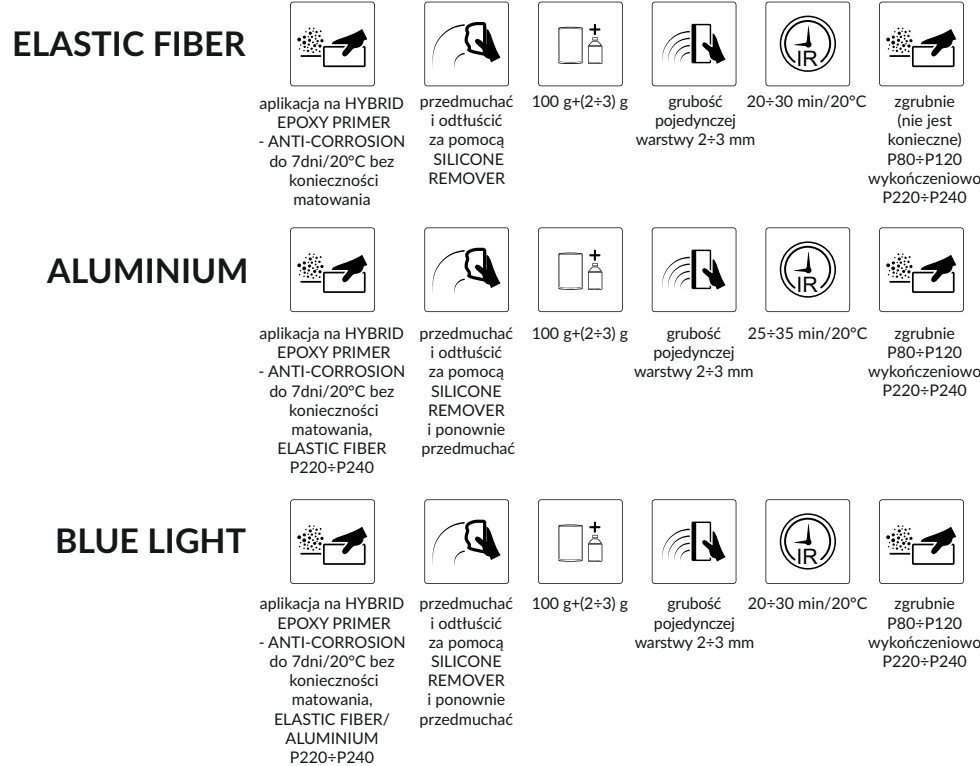 ELASTIC FIBER
+
IR
aplikacja na HYBRID
EPOXY PRIMER
- ANTI-CORROSION
do 7dni/20°C bez
konieczności
matowania
przedmuchać
i odtłuścić
za pomocą
SILICONE
REMOVER
100 g+(2÷3) g
grubość
pojedynczej
warstwy 2÷3 mm
20÷30 min/20°C
zgrubnie
(nie jest
konieczne)
P80÷P120
wykończeniowo
P220÷P240
ALUMINIUM
+
IR
aplikacja na HYBRID
EPOXY PRIMER
- ANTI-CORROSION
do 7dni/20°C bez
konieczności
matowania,
ELASTIC FIBER
P220÷P240
przedmuchać
i odtłuścić
za pomocą
SILICONE
REMOVER
i ponownie
przedmuchać
100 g+(2÷3) g
grubość
pojedynczej
warstwy 2÷3 mm
25÷35 min/20°C
zgrubnie
P80÷P120
wykończeniowo
P220÷P240
BLUE LIGHT
+
IR
aplikacja na HYBRID
EPOXY PRIMER
- ANTI-CORROSION
do 7dni/20°C bez
konieczności
matowania,
ELASTIC FIBER/
ALUMINIUM
P220÷P240
przedmuchać
i odtłuścić
za pomocą
SILICONE
REMOVER
i ponownie
przedmuchać
100 g+(2÷3) g
grubość
pojedynczej
warstwy 2÷3 mm
20÷30 min/20°C
zgrubnie
P80÷P120
wykończeniowo
P220÷P240